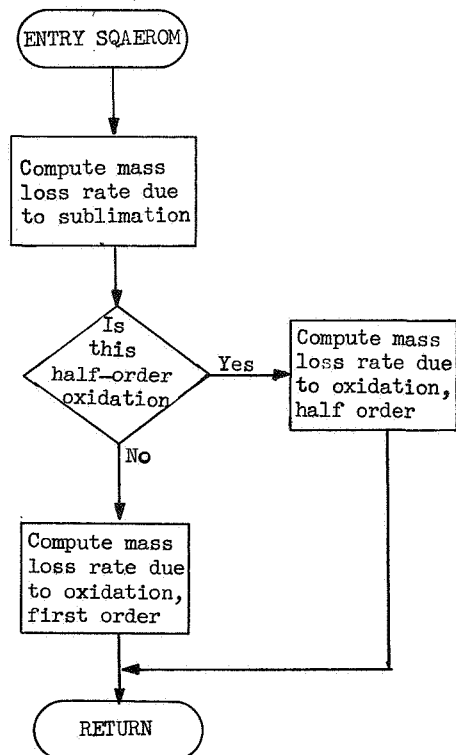 ENTRY SQAEROM
Compute mass
loss rate due
to sublimation
Is
this
half-order
oxidation
Yes
Compute mass
loss rate due
to oxidation,
half order
No
Compute mass
loss rate due
to oxidation,
first order
RETURN